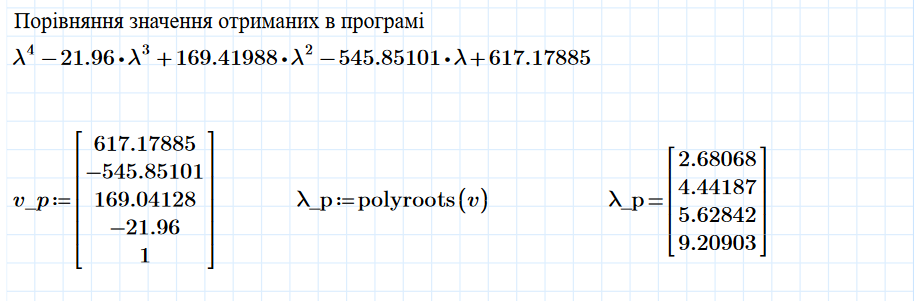 Порівняння значення отриманих в програмі
λ⁴ − 21.96 • λ³ + 169.41988 • λ² − 545.85101 • λ + 617.17885
617.17885
−545.85101
v_p := 169.04128 λ_p := polyroots(v) λ_p =
−21.96
1
2.68068
4.44187
5.62842
9.20903